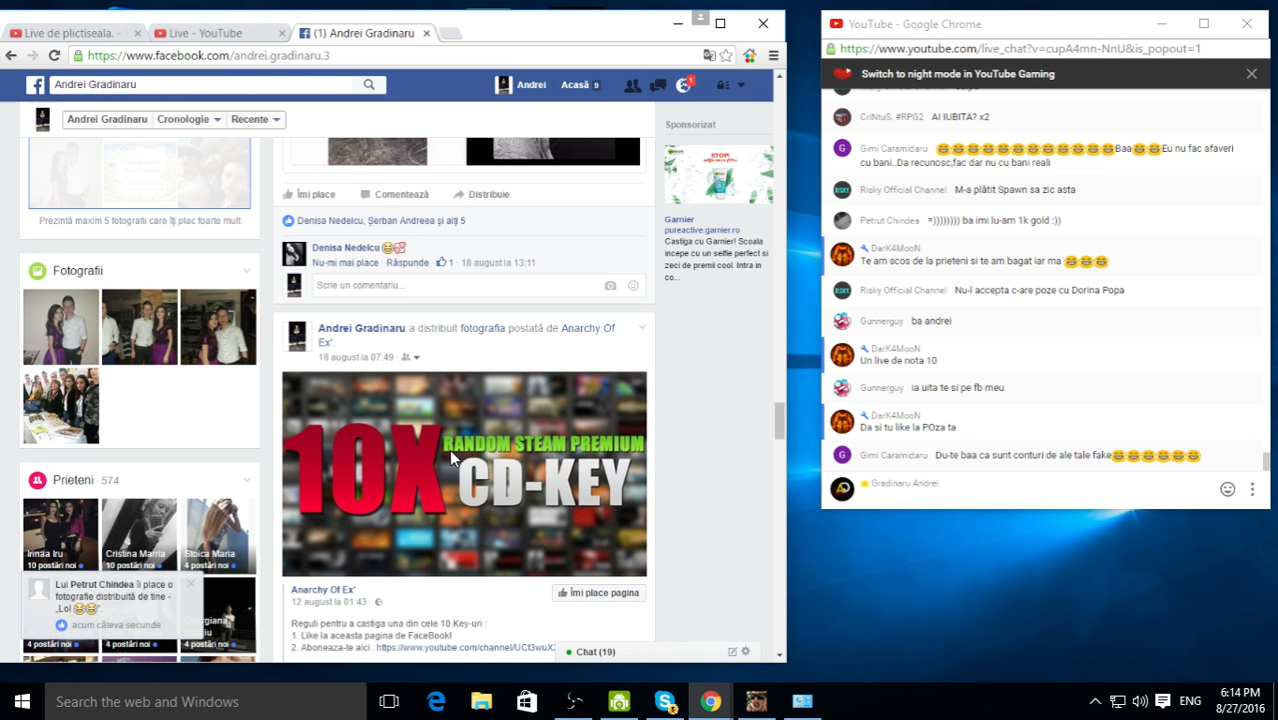 Live de plictiseala. -
Live - YouTube
(1) Andrei Gradinaru
https://www.facebook.com/andrei.gradinaru.3
Andrei Gradinaru
Andrei
Acasă 9
1
Andrei Gradinaru
Cronologie
Recente
Prezintă maxim 5 fotografii care îți plac foarte mult
Fotografii
Prieteni 574
Irinaa Iru
10 postări noi
Cristina Marria
10 postări noi
Stoica Maria
4 postări noi
Lui Petrut Chindea îi place o
fotografie distribuită de tine -
„Lol 😂😂”.
acum câteva secunde
4 postări noi
4 postări noi
4 postări noi
Îmi place
Comentează
Distribuie
Denisa Nedelcu, Șerban Andreea și alți 5
Denisa Nedelcu 😂💞
Nu-mi mai place · Răspunde · 1 · 18 august la 13:11
Scrie un comentariu...
Andrei Gradinaru a distribuit fotografia postată de Anarchy Of
Ex'.
18 august la 07:49
10X
RANDOM STEAM PREMIUM
CD-KEY
Anarchy Of Ex'
12 august la 01:43
Îmi place pagina
Reguli pentru a castiga una din cele 10 Key-uri :
1. Like la aceasta pagina de FaceBook!
2. Aboneaza-te aici : https://www.youtube.com/channel/UCt3wuX
Chat (19)
Sponsorizat
STOP!
Garnier
pureactive.garnier.ro
Castiga cu Garnier! Scoala
incepe cu un selfie perfect si
zeci de premii cool. Intra in
co...
YouTube - Google Chrome
https://www.youtube.com/live_chat?v=cupA4mn-NnU&is_popout=1
Switch to night mode in YouTube Gaming
CriNtuS. #RPG2 AI IUBITA? x2
Gimi Caramidaru 😂😂😂😂😂😂😂😂😂😂😂😂Baa😂😂Eu nu fac afaveri
cu bani..Da recunosc,fac dar nu cu bani reali
Risky Official Channel M-a plătit Spawn sa zic asta
Petrut Chindea =)))))))) ba imi lu-am 1k gold :))
DarK4MooN
Te am scos de la prieteni si te am bagat iar ma 😂😂😂
Risky Official Channel Nu-l accepta c-are poze cu Dorina Popa
Gunnerguy ba andrei
DarK4MooN
Un live de nota 10
Gunnerguy ia uita te si pe fb meu
DarK4MooN
Da si tu like la POza ta
Gimi Caramidaru Du-te baa ca sunt conturi de ale tale fake😂😂😂😂😂😂
Gradinaru Andrei
Search the web and Windows
ENG
6:14 PM
8/27/2016